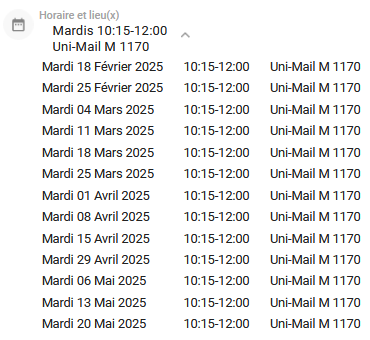 Horaire et lieu(x)
Mardis 10:15-12:00
Uni-Mail M 1170
Mardi 18 Février 2025 10:15-12:00 Uni-Mail M 1170
Mardi 25 Février 2025 10:15-12:00 Uni-Mail M 1170
Mardi 04 Mars 2025 10:15-12:00 Uni-Mail M 1170
Mardi 11 Mars 2025 10:15-12:00 Uni-Mail M 1170
Mardi 18 Mars 2025 10:15-12:00 Uni-Mail M 1170
Mardi 25 Mars 2025 10:15-12:00 Uni-Mail M 1170
Mardi 01 Avril 2025 10:15-12:00 Uni-Mail M 1170
Mardi 08 Avril 2025 10:15-12:00 Uni-Mail M 1170
Mardi 15 Avril 2025 10:15-12:00 Uni-Mail M 1170
Mardi 29 Avril 2025 10:15-12:00 Uni-Mail M 1170
Mardi 06 Mai 2025 10:15-12:00 Uni-Mail M 1170
Mardi 13 Mai 2025 10:15-12:00 Uni-Mail M 1170
Mardi 20 Mai 2025 10:15-12:00 Uni-Mail M 1170